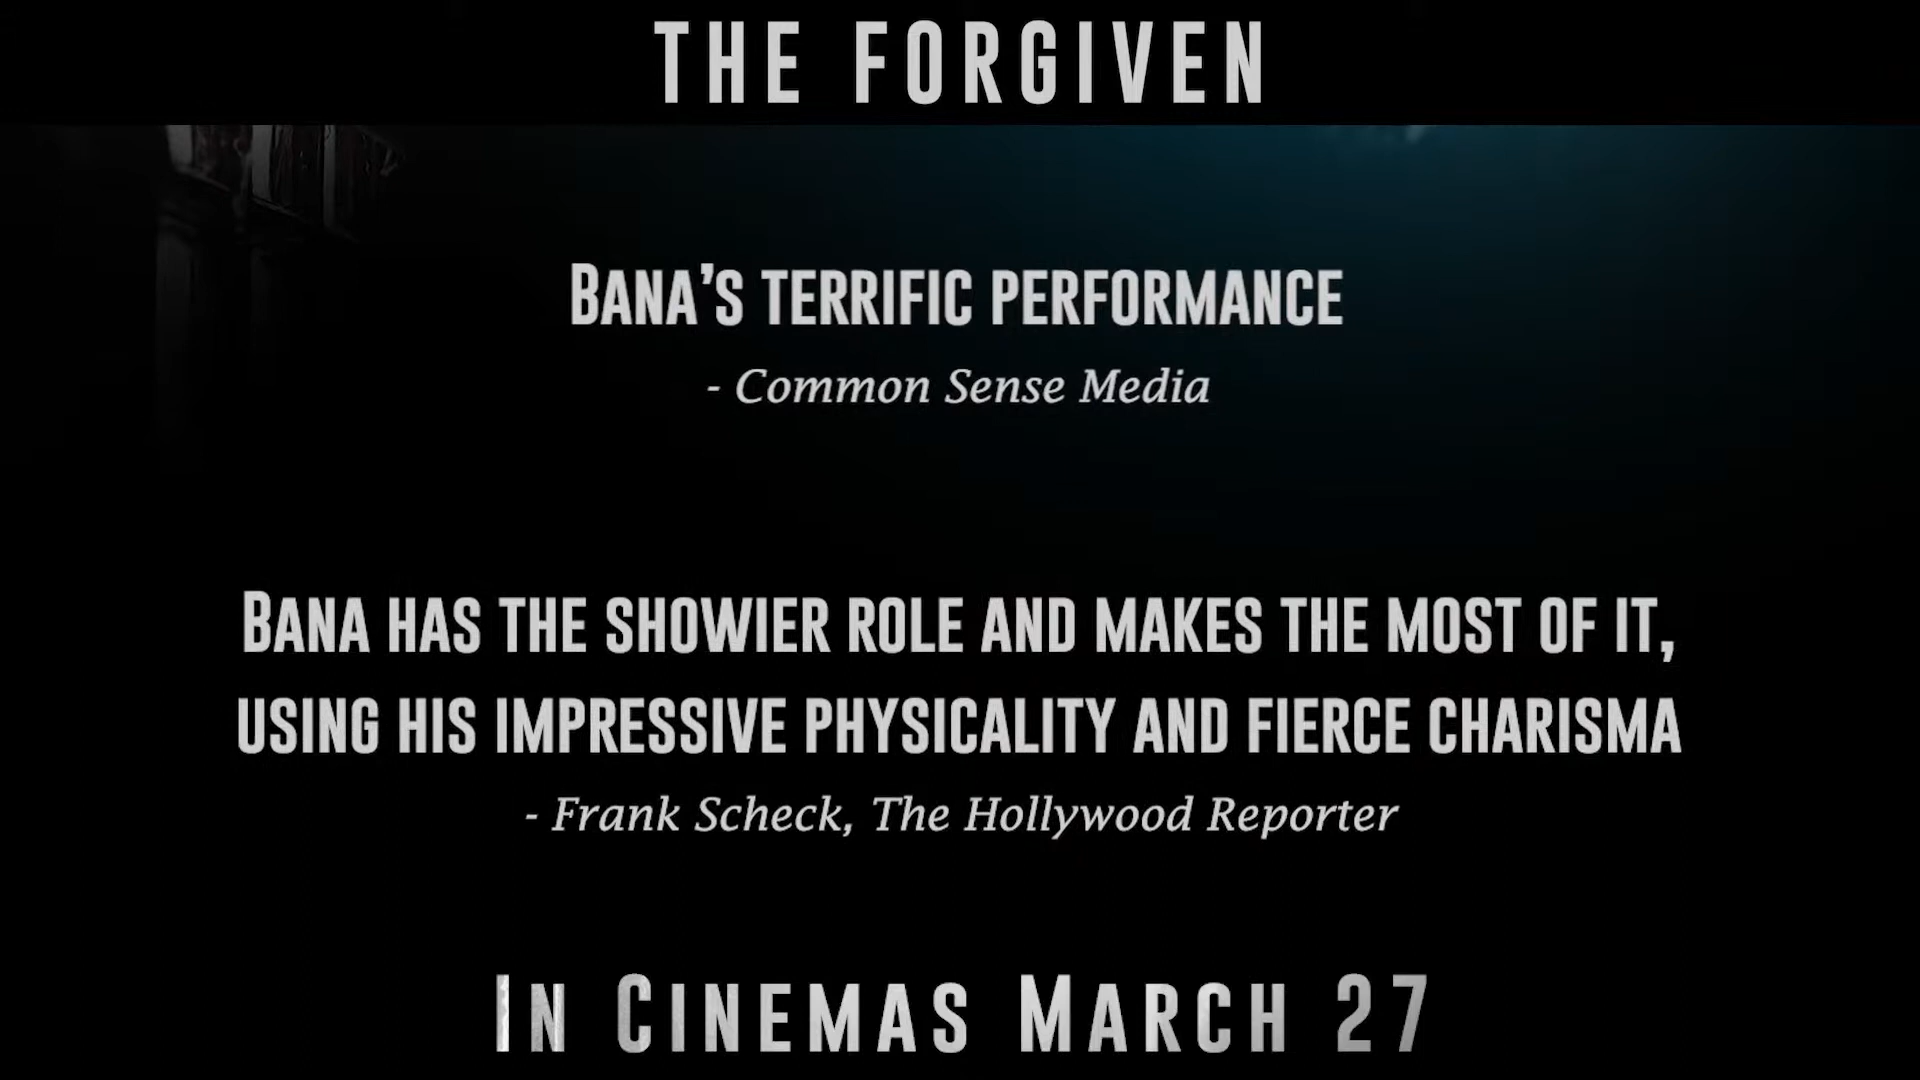 THE FORGIVEN
BANA'S TERRIFIC PERFORMANCE
- Common Sense Media
BANA HAS THE SHOWIER ROLE AND MAKES THE MOST OF IT,
USING HIS IMPRESSIVE PHYSICALITY AND FIERCE CHARISMA
- Frank Scheck, The Hollywood Reporter
IN CINEMAS MARCH 27